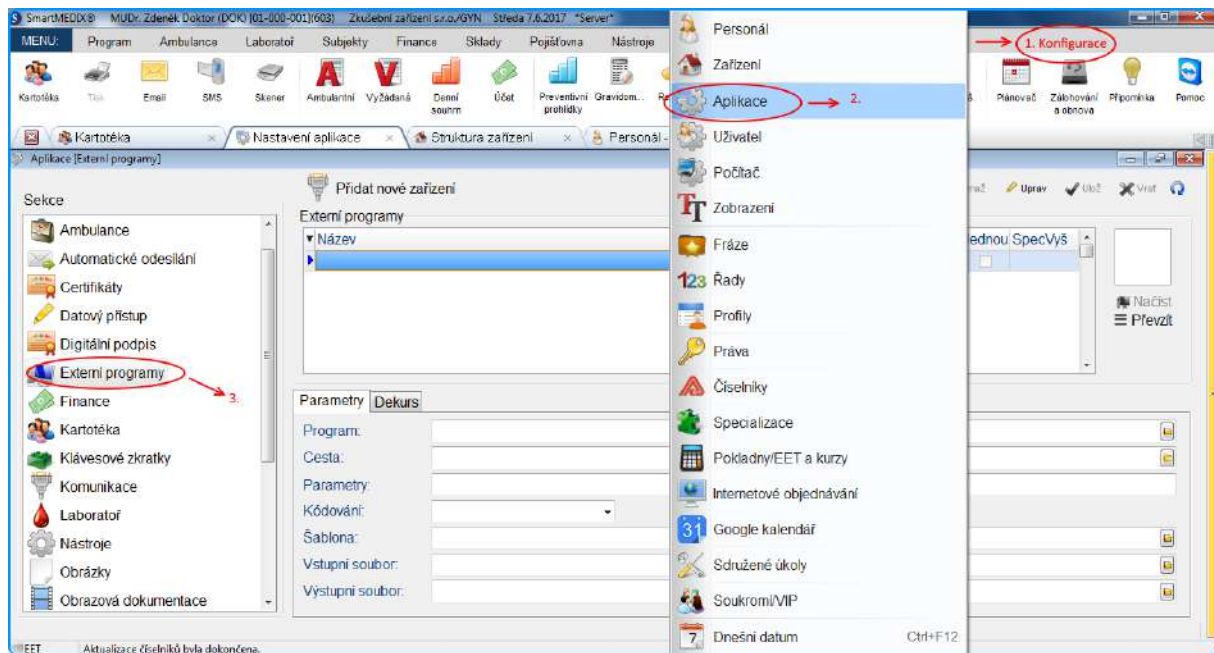 SmartMEDIX® MUDr. Zdeněk Doktor (DOK) [01-000-001](603) Zkušební zařízení s.r.o./GYN Středa 7.6.2017 *Server*
MENU: Program Ambulance Laboratoř Subjekty Finance Sklady Pojišťovna Nástroje
1. Konfigurace
Kartotéka Tisk Email SMS Skener Ambulantní Vyžádaná Denní souhrn Účet Preventivní prohlídky Gravidom..
Plánovač Zálohování a obnova Připomínka Pomoc
Kartotéka Nastavení aplikace Struktura zařízení Personál -
Aplikace [Externí programy]
Sekce
Ambulance
Automatické odesílání
Certifikáty
Datový přístup
Digitální podpis
Externí programy
3.
Finance
Kartotéka
Klávesové zkratky
Komunikace
Laboratoř
Nástroje
Obrázky
Obrazová dokumentace
Přidat nové zařízení
Uprav Ulož Vrať
Externí programy
Název
ednou SpecVyš
Načíst
Převzít
Parametry Dekurs
Program:
Cesta:
Parametry:
Kódování:
Šablona:
Vstupní soubor:
Výstupní soubor:
Personál
Zařízení
Aplikace
2.
Uživatel
Počítač
Zobrazení
Fráze
Řady
Profily
Práva
Číselníky
Specializace
Pokladny/EET a kurzy
Internetové objednávání
Google kalendář
Sdružené úkoly
Soukromí/VIP
Dnešní datum Ctrl+F12
EET Aktualizace číselníků byla dokončena.